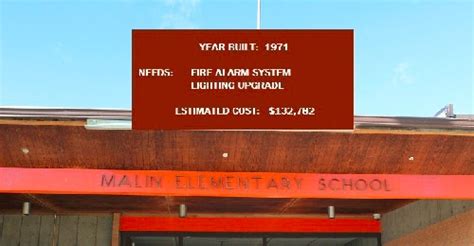 YEAR BUILT: 1971
NEEDS: FIRE ALARM SYSTEM
LIGHTING UPGRADE
ESTIMATED COST: $132,782
MALIN ELEMENTARY SCHOOL